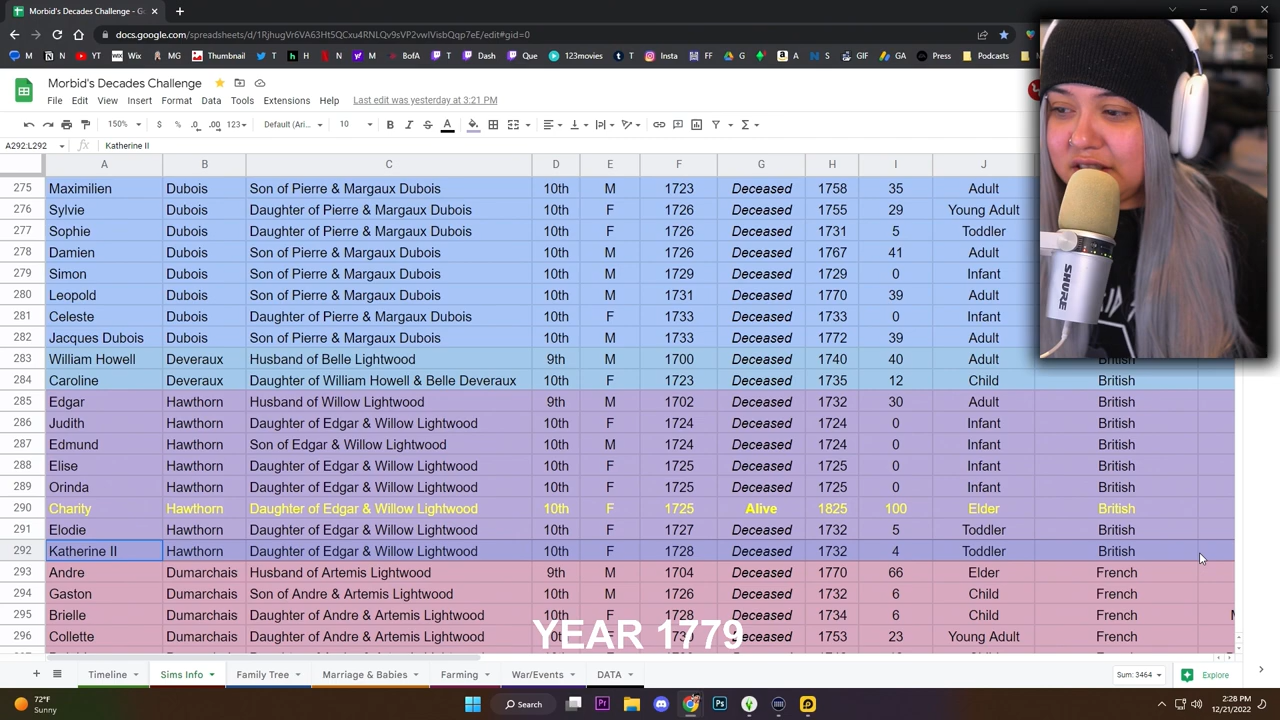 Morbid's Decades Challenge - Go
docs.google.com/spreadsheets/d/1RjhugVr6VA63Ht5QCxu4RNLQv9sVP2vwIVisbQqp7eE/edit#gid=0
M N YT Wix MG Thumbnail T H Nour M BofA T 123movies T Insta A GIF GA Podcasts
Morbid's Decades Challenge
File Edit View Insert Format Data Tools Extensions Help Last edit was yesterday at 3:21 PM
150% $ % .0 .00 123 Default (Ari... 10 B I S A
A292:L292 fx Katherine II
A B C D E F G H I J
275 Maximilien Dubois Son of Pierre & Margaux Dubois 10th M 1723 Deceased 1758 35 Adult
276 Sylvie Dubois Daughter of Pierre & Margaux Dubois 10th F 1726 Deceased 1755 29 Young Adult
277 Sophie Dubois Daughter of Pierre & Margaux Dubois 10th F 1726 Deceased 1731 5 Toddler
278 Damien Dubois Son of Pierre & Margaux Dubois 10th M 1726 Deceased 1767 41 Adult
279 Simon Dubois Son of Pierre & Margaux Dubois 10th M 1729 Deceased 1729 0 Infant
280 Leopold Dubois Son of Pierre & Margaux Dubois 10th M 1731 Deceased 1770 39 Adult
281 Celeste Dubois Daughter of Pierre & Margaux Dubois 10th F 1733 Deceased 1733 0 Infant
282 Jacques Dubois Dubois Son of Pierre & Margaux Dubois 10th M 1733 Deceased 1772 39 Adult
283 William Howell Deveraux Husband of Belle Lightwood 9th M 1700 Deceased 1740 40 Adult British
284 Caroline Deveraux Daughter of William Howell & Belle Deveraux 10th F 1723 Deceased 1735 12 Child British
285 Edgar Hawthorn Husband of Willow Lightwood 9th M 1702 Deceased 1732 30 Adult British
286 Judith Hawthorn Daughter of Edgar & Willow Lightwood 10th F 1724 Deceased 1724 0 Infant British
287 Edmund Hawthorn Son of Edgar & Willow Lightwood 10th M 1724 Deceased 1724 0 Infant British
288 Elise Hawthorn Daughter of Edgar & Willow Lightwood 10th F 1725 Deceased 1725 0 Infant British
289 Orinda Hawthorn Daughter of Edgar & Willow Lightwood 10th F 1725 Deceased 1725 0 Infant British
290 Charity Hawthorn Daughter of Edgar & Willow Lightwood 10th F 1725 Alive 1825 100 Elder British
291 Elodie Hawthorn Daughter of Edgar & Willow Lightwood 10th F 1727 Deceased 1732 5 Toddler British
292 Katherine II Hawthorn Daughter of Edgar & Willow Lightwood 10th F 1728 Deceased 1732 4 Toddler British
293 Andre Dumarchais Husband of Artemis Lightwood 9th M 1704 Deceased 1770 66 Elder French
294 Gaston Dumarchais Son of Andre & Artemis Lightwood 10th M 1726 Deceased 1732 6 Child French
295 Brielle Dumarchais Daughter of Andre & Artemis Lightwood 10th F 1728 Deceased 1734 6 Child French
296 Collette Dumarchais Daughter of Andre & Artemis Lightwood Deceased 1753 23 Young Adult French
YEAR 1779
Timeline Sims Info Family Tree Marriage & Babies Farming War/Events DATA Sum: 3464 Explore
72°F
Sunny
Search
2:28 PM
12/21/2022
SHURE